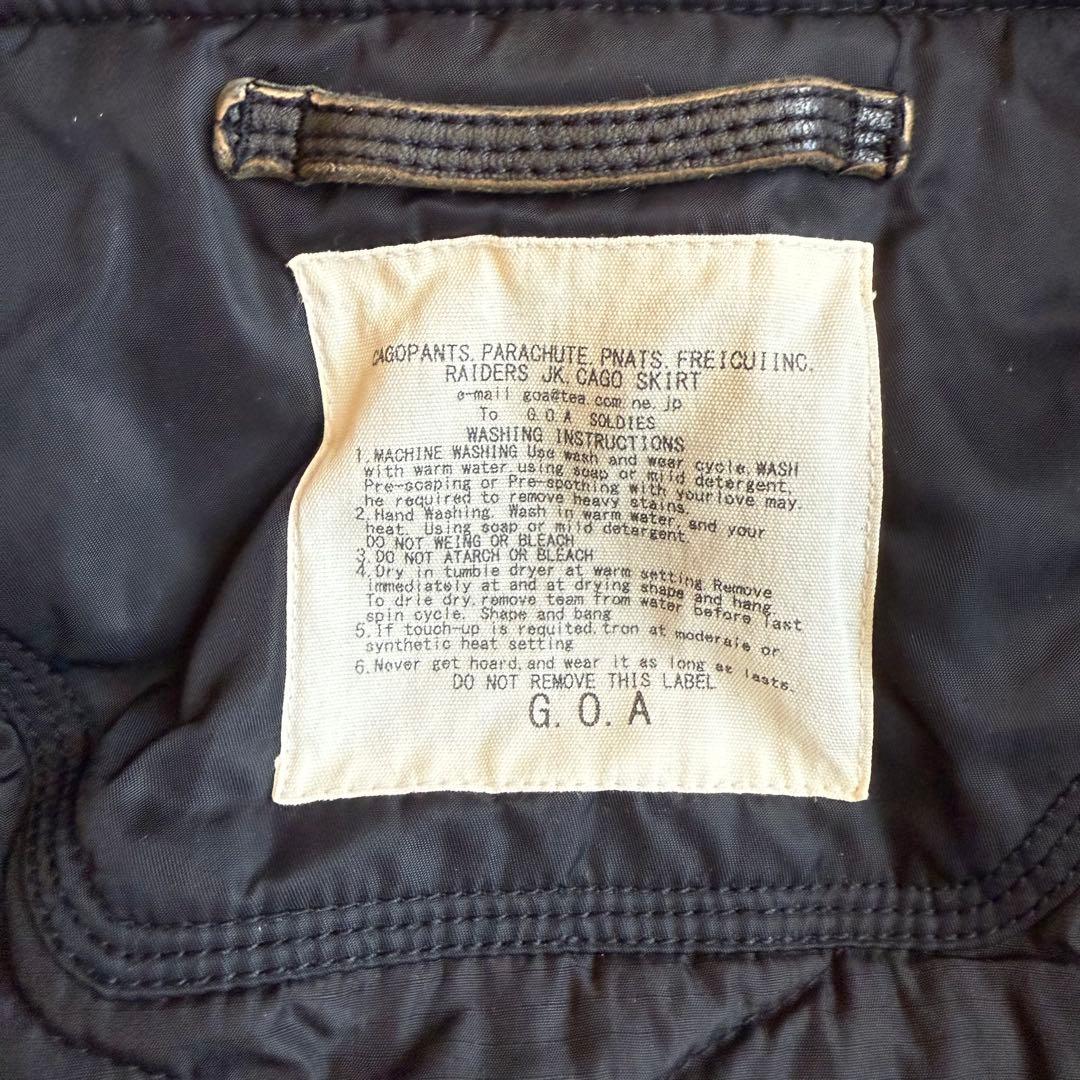 CAGOPANTS. PARACHUTE. PNATS. FREICUIINC.
RAIDERS JK. CAGO SKIRT
e-mail goa@tea.com.ne.jp
To G.O.A SOLDIES
WASHING INSTRUCTIONS
1. MACHINE WASHING Use wash and wear cycle. WASH
with warm water, using soap or mild detergent,
Pre-scaping or Pre-spothing with yourlove may.
he required to remove heavy stains.
2. Hand Washing. Wash in warm water, and your
heat. Using soap or mild detergent.
DO NOT WEING OR BLEACH
3. DO NOT ATARCH OR BLEACH
4. Dry in tumble dryer at warm setting Remove
immediately at and at drying shape and hang
To drie dry. remove team from water before last
spin cycle. Shape and bang
5. If touch-up is requited. tron at moderaie or
synthetic heat setting
6. Never get hoard. and wear it as long as lasts.
DO NOT REMOVE THIS LABEL
G. O. A